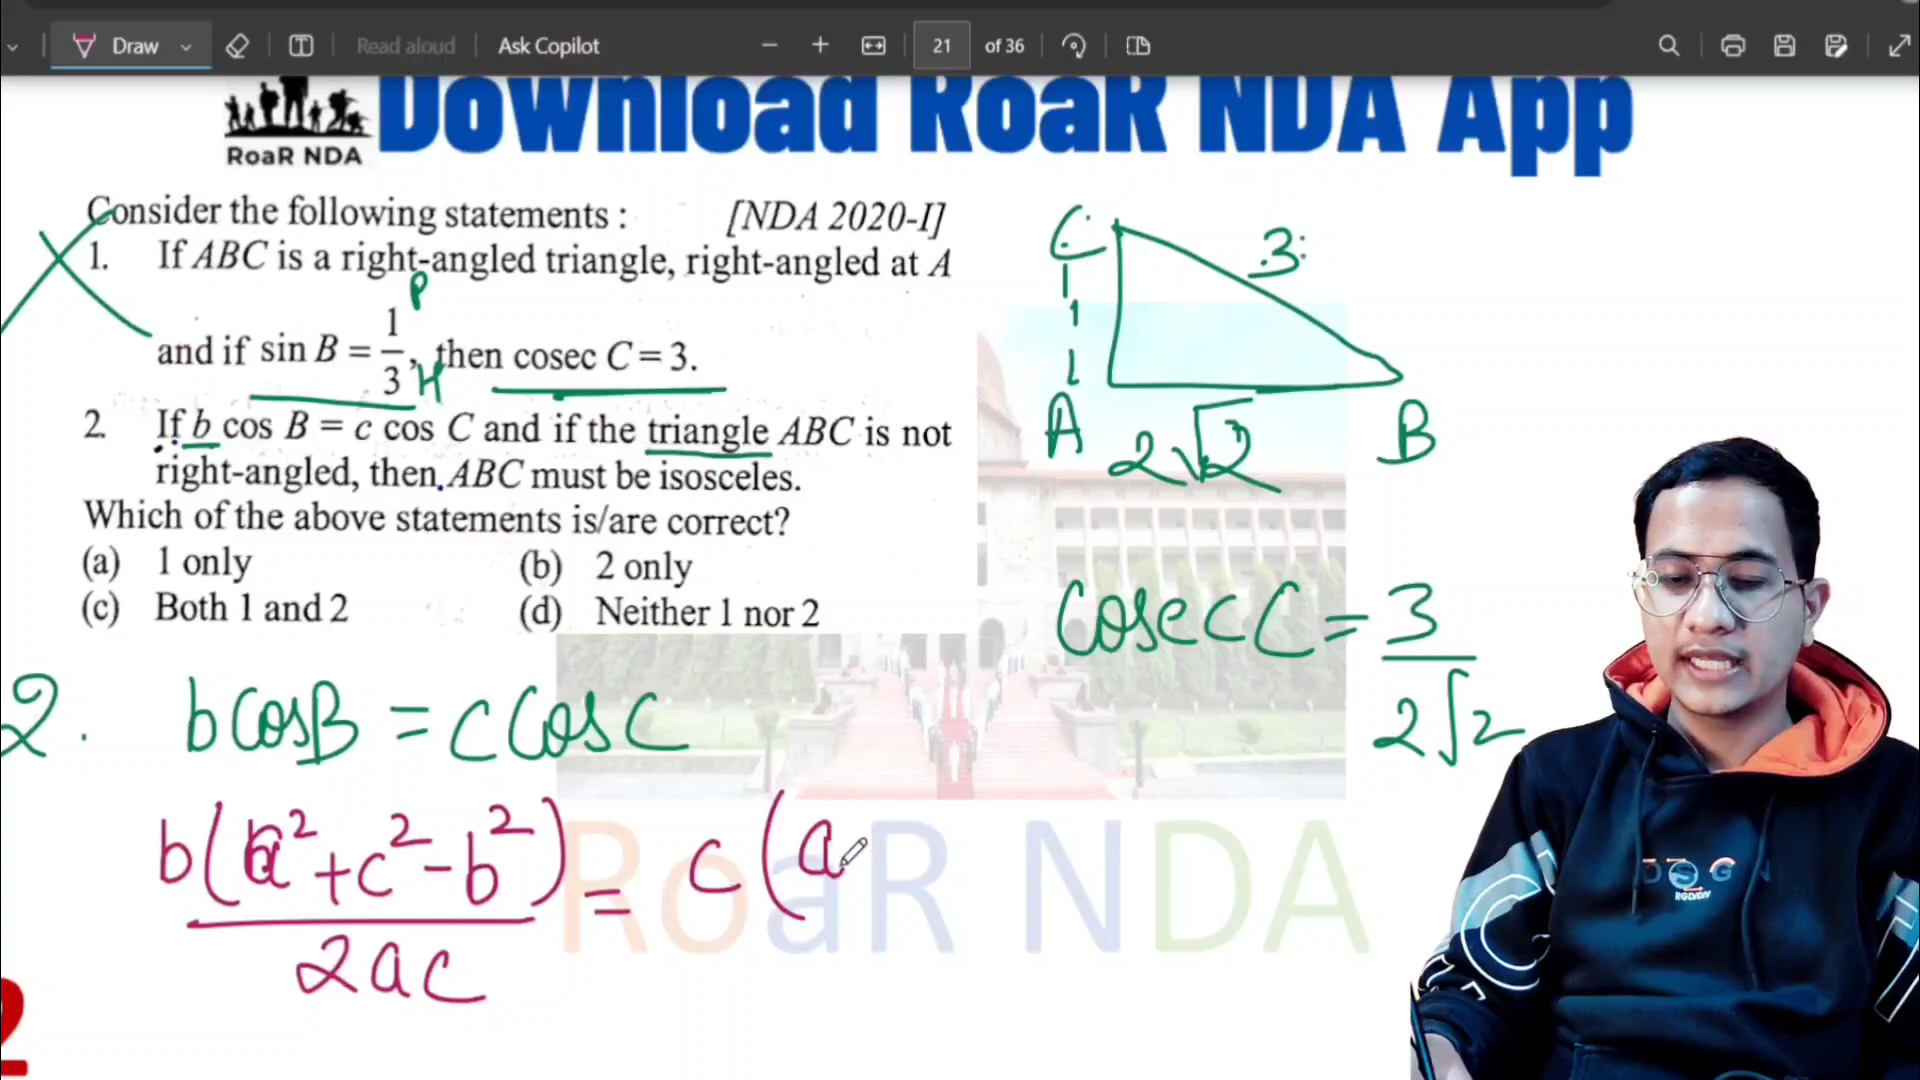 Draw
Read aloud
Ask Copilot
21 of 36
Download RoaR NDA App
RoaR NDA
Consider the following statements : [NDA 2020-I]
1. If ABC is a right-angled triangle, right-angled at A
P
and if sin B = 1/3, then cosec C = 3.
H
2. If b cos B = c cos C and if the triangle ABC is not
right-angled, then ABC must be isosceles.
Which of the above statements is/are correct?
(a) 1 only (b) 2 only
(c) Both 1 and 2 (d) Neither 1 nor 2
C
3
1
A
2√2
B
Cosec C = 3/2√2
2. b Cos B = c Cos C
b(a²+c²-b²)/2ac = c(a
RoaR NDA
RGD/DIV
2